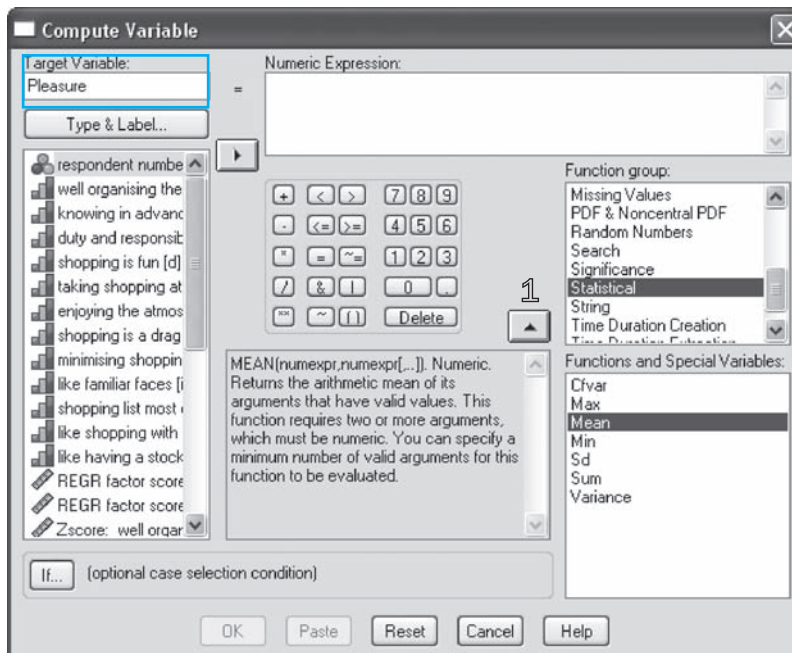 Compute Variable
Target Variable:
Pleasure
=
Numeric Expression:
Type & Label...
respondent numbe
well organising the
knowing in advanc
duty and responsib
shopping is fun [d]
taking shopping at
enjoying the atmos
shopping is a drag
minimising shoppin
like familiar faces [i
shopping list most
like shopping with
like having a stock
REGR factor score
REGR factor score
Zscore: well organ
+ < > 7 8 9
- <= >= 4 5 6
* = ~= 1 2 3
/ & | 0 .
** ~ () Delete
1
Function group:
Missing Values
PDF & Noncentral PDF
Random Numbers
Search
Significance
Statistical
String
Time Duration Creation
Time Duration Extraction
MEAN(numexpr,numexpr[,..]). Numeric.
Returns the arithmetic mean of its
arguments that have valid values. This
function requires two or more arguments,
which must be numeric. You can specify a
minimum number of valid arguments for this
function to be evaluated.
Functions and Special Variables:
Cfvar
Max
Mean
Min
Sd
Sum
Variance
If... (optional case selection condition)
OK Paste Reset Cancel Help